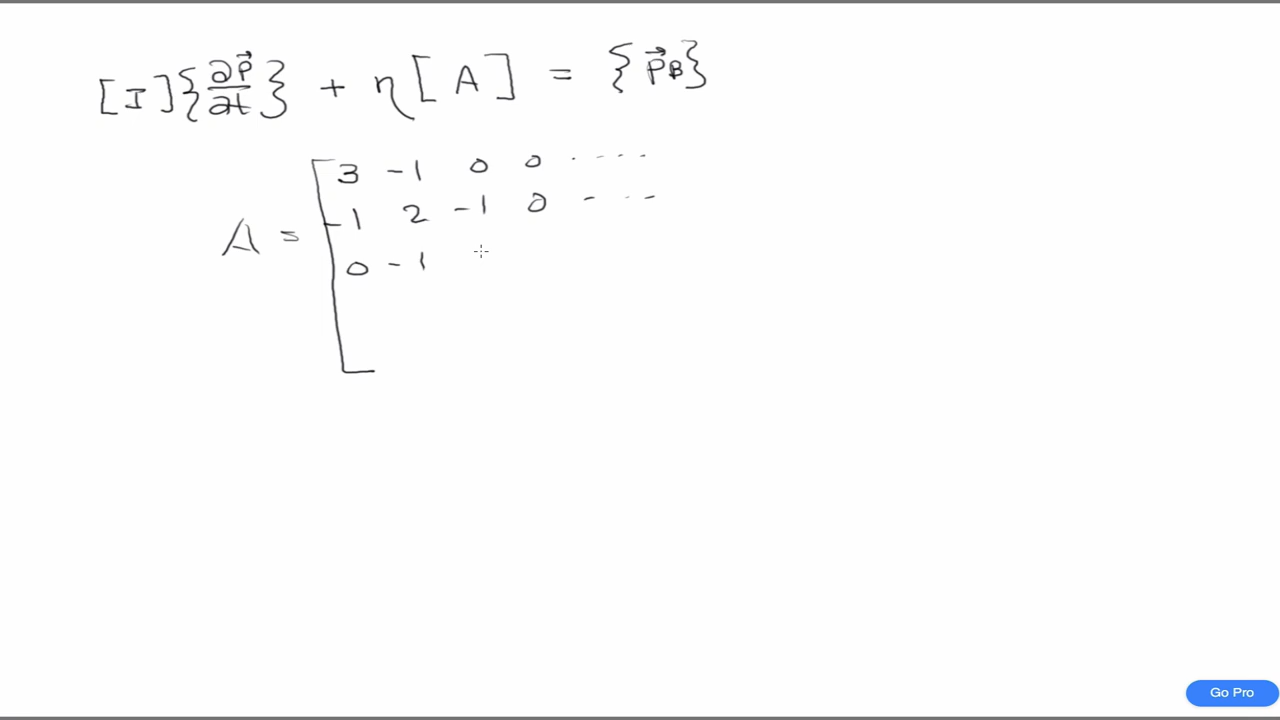 [I]{∂P⃗/∂t} + η[A] = {P⃗B}
A = [3 -1 0 0 . - - - -
-1 2 -1 0 - - -
0 -1
Go Pro